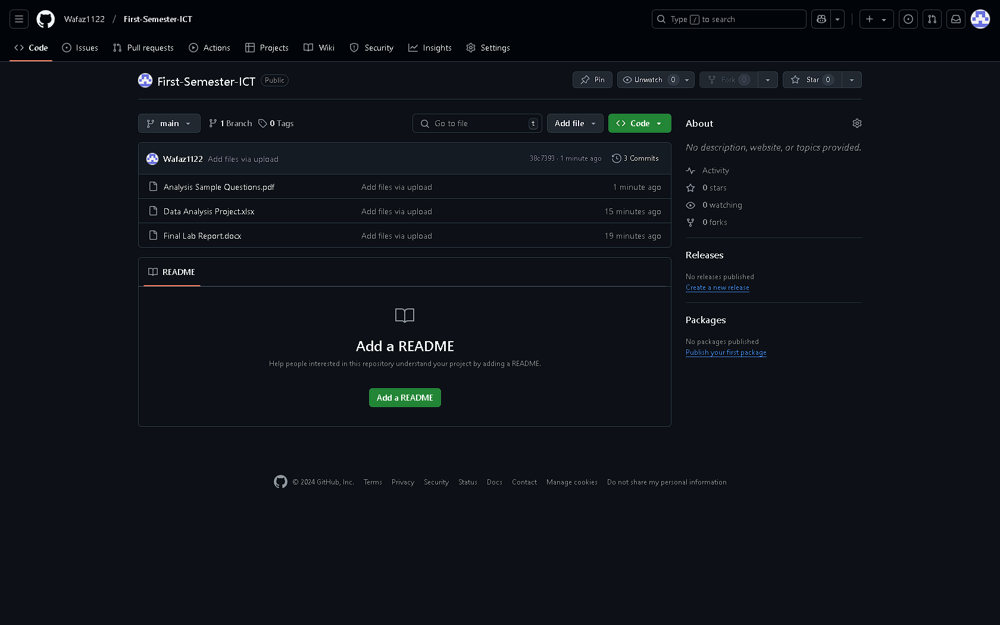 Wafaz1122 / First-Semester-ICT
Type / to search
Code Issues Pull requests Actions Projects Wiki Security Insights Settings
First-Semester-ICT Public
Pin Unwatch 0 Fork 0 Star 0
main 1 Branch 0 Tags
Go to file t Add file Code
Wafaz1122 Add files via upload 38c7393 · 1 minute ago 3 Commits
Analysis Sample Questions.pdf Add files via upload 1 minute ago
Data Analysis Project.xlsx Add files via upload 15 minutes ago
Final Lab Report.docx Add files via upload 19 minutes ago
README
Add a README
Help people interested in this repository understand your project by adding a README.
Add a README
About
No description, website, or topics provided.
Activity
0 stars
0 watching
0 forks
Releases
No releases published
Create a new release
Packages
No packages published
Publish your first package
© 2024 GitHub, Inc. Terms Privacy Security Status Docs Contact Manage cookies Do not share my personal information